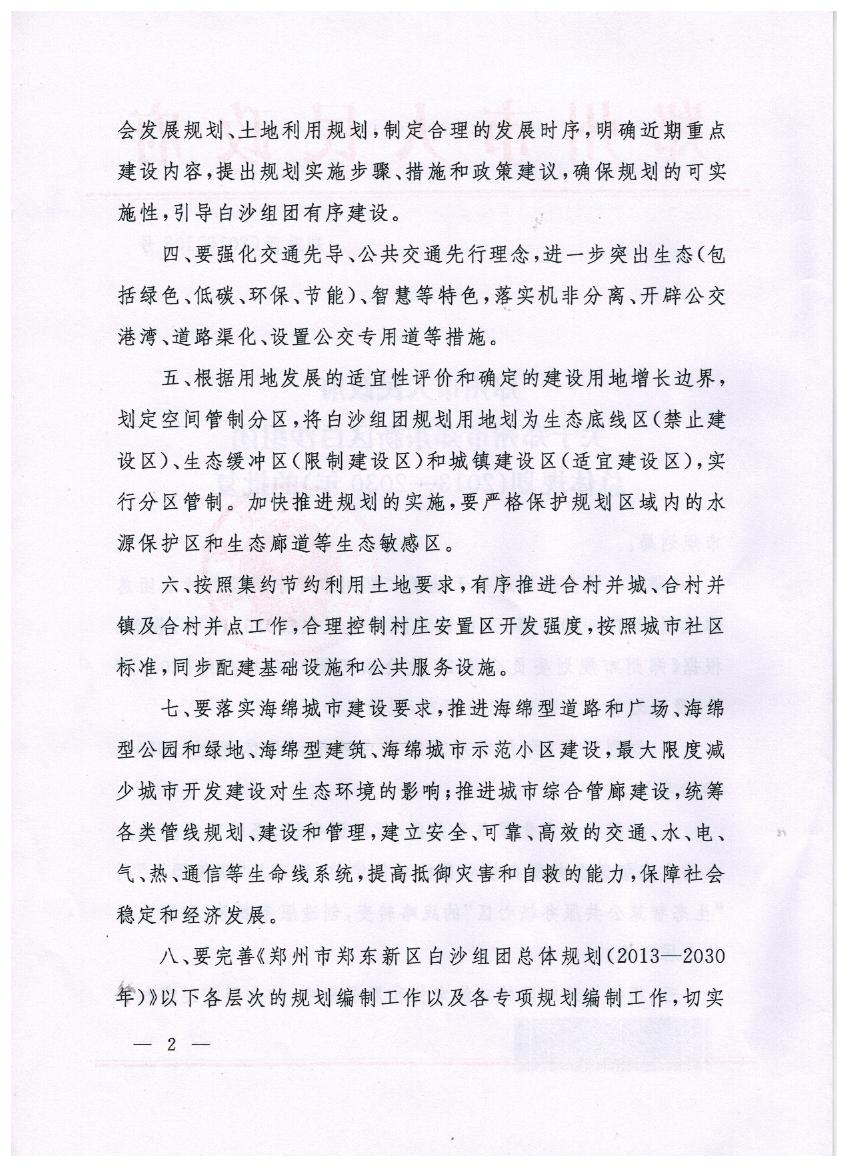 会发展规划、土地利用规划,制定合理的发展时序,明确近期重点
建设内容,提出规划实施步骤、措施和政策建议,确保规划的可实
施性,引导白沙组团有序建设。
四、要强化交通先导、公共交通先行理念,进一步突出生态(包
括绿色、低碳、环保、节能)、智慧等特色,落实机非分离、开辟公交
港湾、道路渠化、设置公交专用道等措施。
五、根据用地发展的适宜性评价和确定的建设用地增长边界,
划定空间管制分区,将白沙组团规划用地划为生态底线区(禁止建
设区)、生态缓冲区(限制建设区)和城镇建设区(适宜建设区),实
行分区管制。加快推进规划的实施,要严格保护规划区域内的水
源保护区和生态廊道等生态敏感区。
六、按照集约节约利用土地要求,有序推进合村并城、合村并
镇及合村并点工作,合理控制村庄安置区开发强度,按照城市社区
标准,同步配建基础设施和公共服务设施。
七、要落实海绵城市建设要求,推进海绵型道路和广场、海绵
型公园和绿地、海绵型建筑、海绵城市示范小区建设,最大限度减
少城市开发建设对生态环境的影响;推进城市综合管廊建设,统筹
各类管线规划、建设和管理,建立安全、可靠、高效的交通、水、电、
气、热、通信等生命线系统,提高抵御灾害和自救的能力,保障社会
稳定和经济发展。
八、要完善《郑州市郑东新区白沙组团总体规划(2013—2030
年)》以下各层次的规划编制工作以及各专项规划编制工作,切实
— 2 —